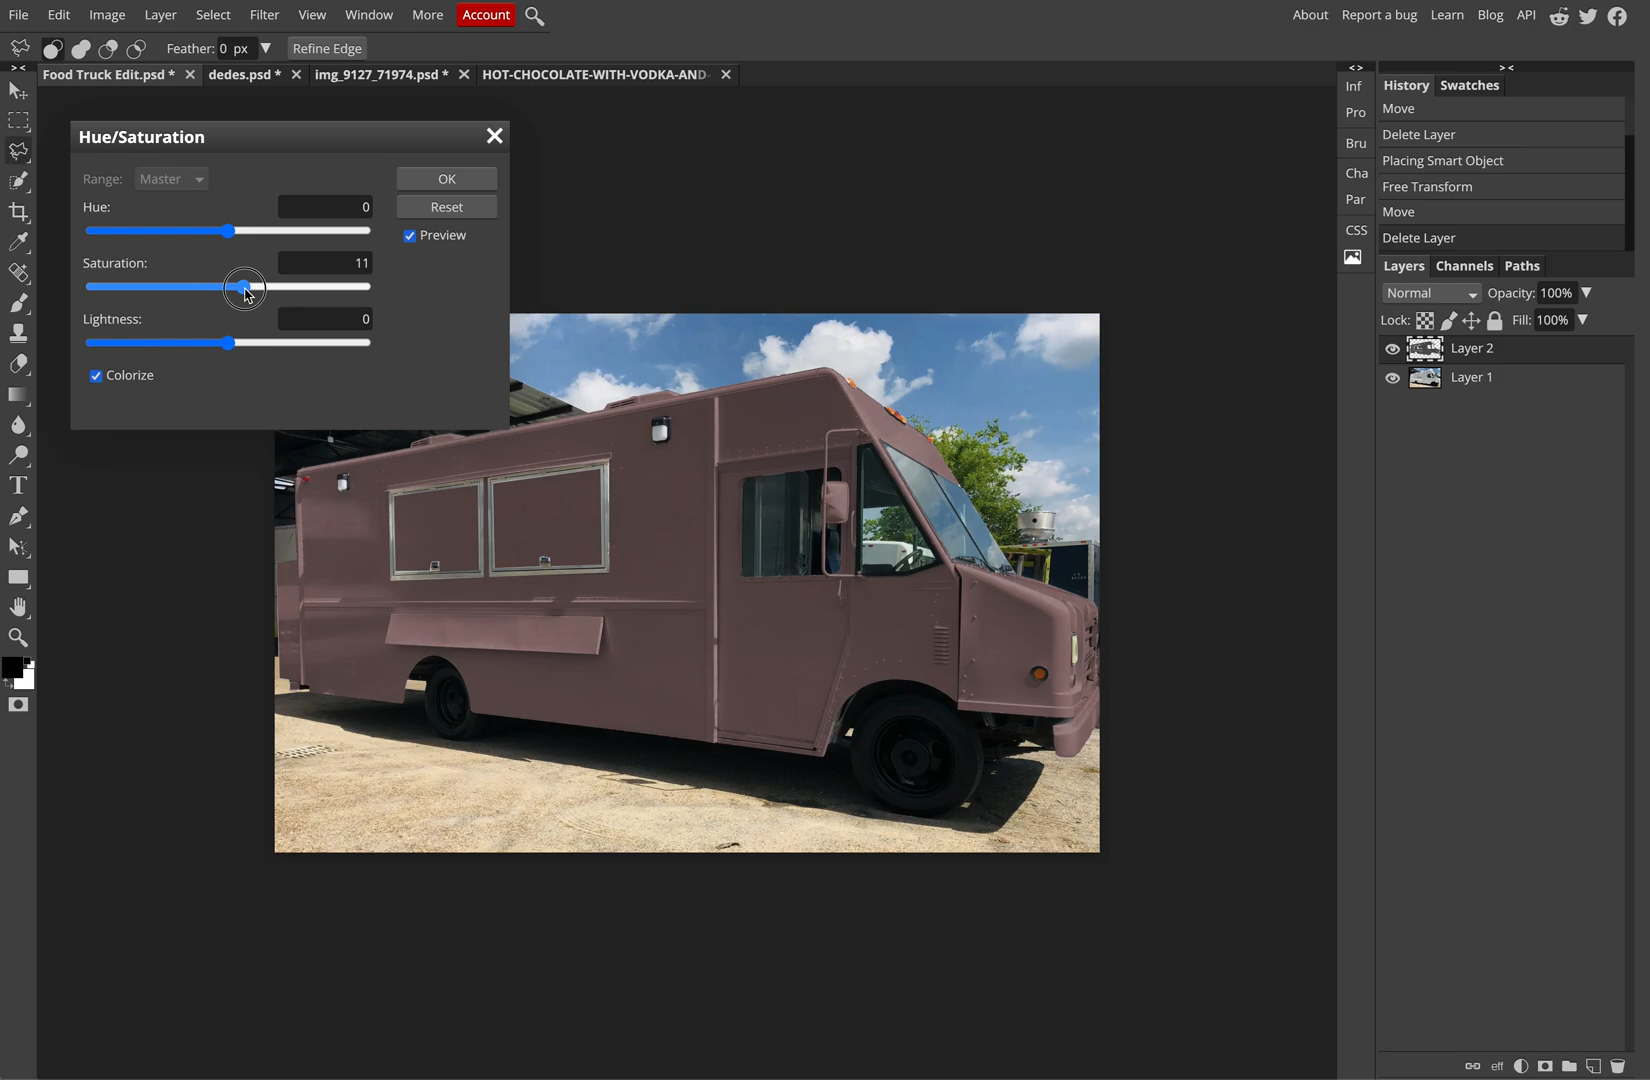 File Edit Image Layer Select Filter View Window More Account About Report a bug Learn Blog API
Feather: 0 px Refine Edge
> < Food Truck Edit.psd * dedes.psd * img_9127_71974.psd * HOT-CHOCOLATE-WITH-VODKA-AND- < > > <
Hue/Saturation
Range: Master OK
Hue: 0 Reset
Preview
Saturation: 11
Lightness: 0
Colorize
T
Inf
Pro
Bru
Cha
Par
CSS
History Swatches
Move
Delete Layer
Placing Smart Object
Free Transform
Move
Delete Layer
Layers Channels Paths
Normal Opacity: 100%
Lock: Fill: 100%
Layer 2
Layer 1
eff